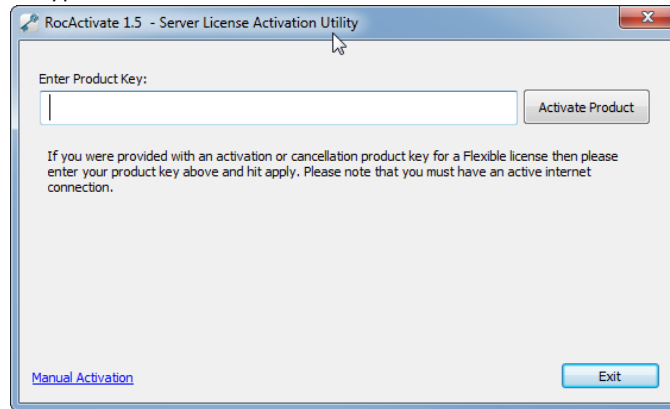 RocActivate 1.5 - Server License Activation Utility
Enter Product Key:
Activate Product
If you were provided with an activation or cancellation product key for a Flexible license then please
enter your product key above and hit apply. Please note that you must have an active internet
connection.
Manual Activation
Exit